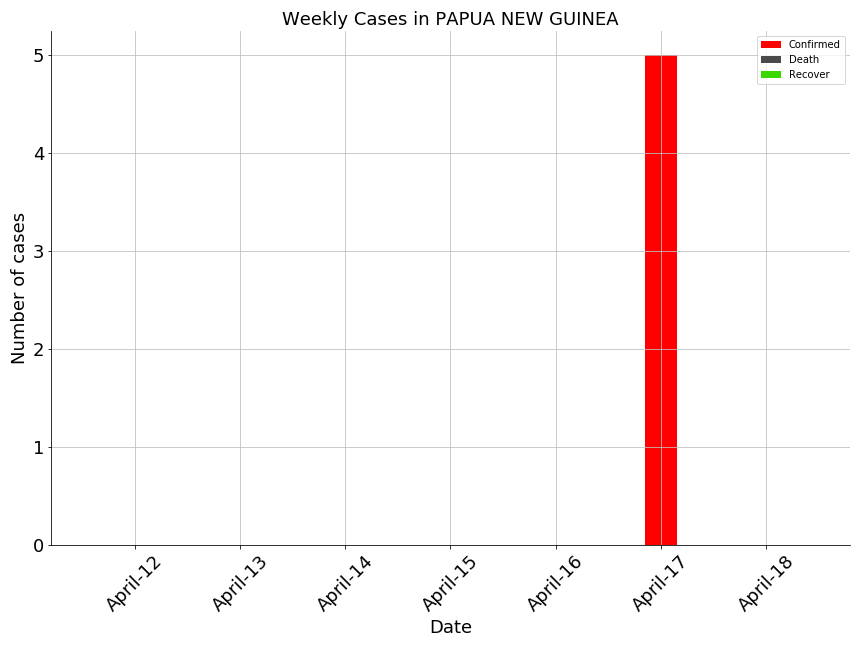 Weekly Cases in PAPUA NEW GUINEA
Confirmed
Death
Recover
Number of cases
5
4
3
2
1
0
April-12
April-13
April-14
April-15
April-16
April-17
April-18
Date